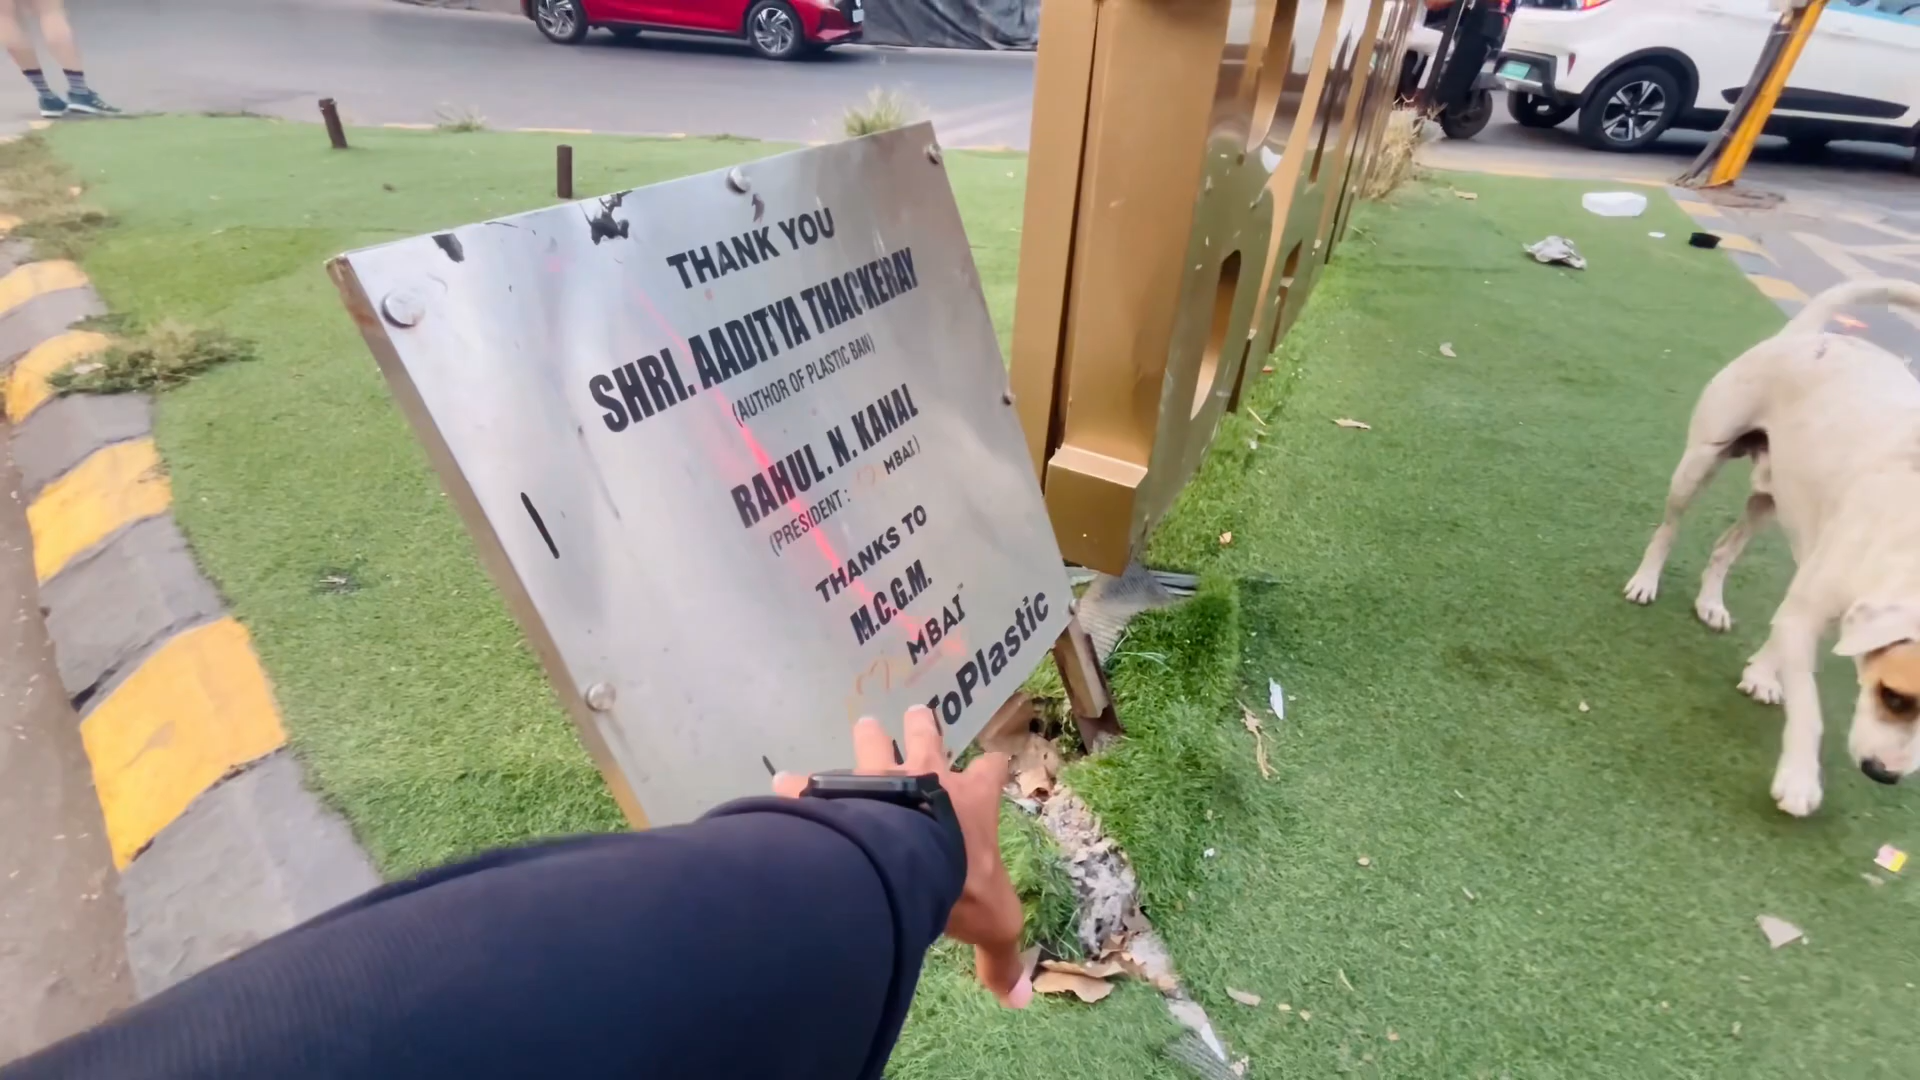 THANK YOU
SHRI. AADITYA THACKERAY
(AUTHOR OF PLASTIC BAN)
RAHUL. N. KANAL
(PRESIDENT : MBAI)
THANKS TO
M.C.G.M.
MBAI
ToPlastic